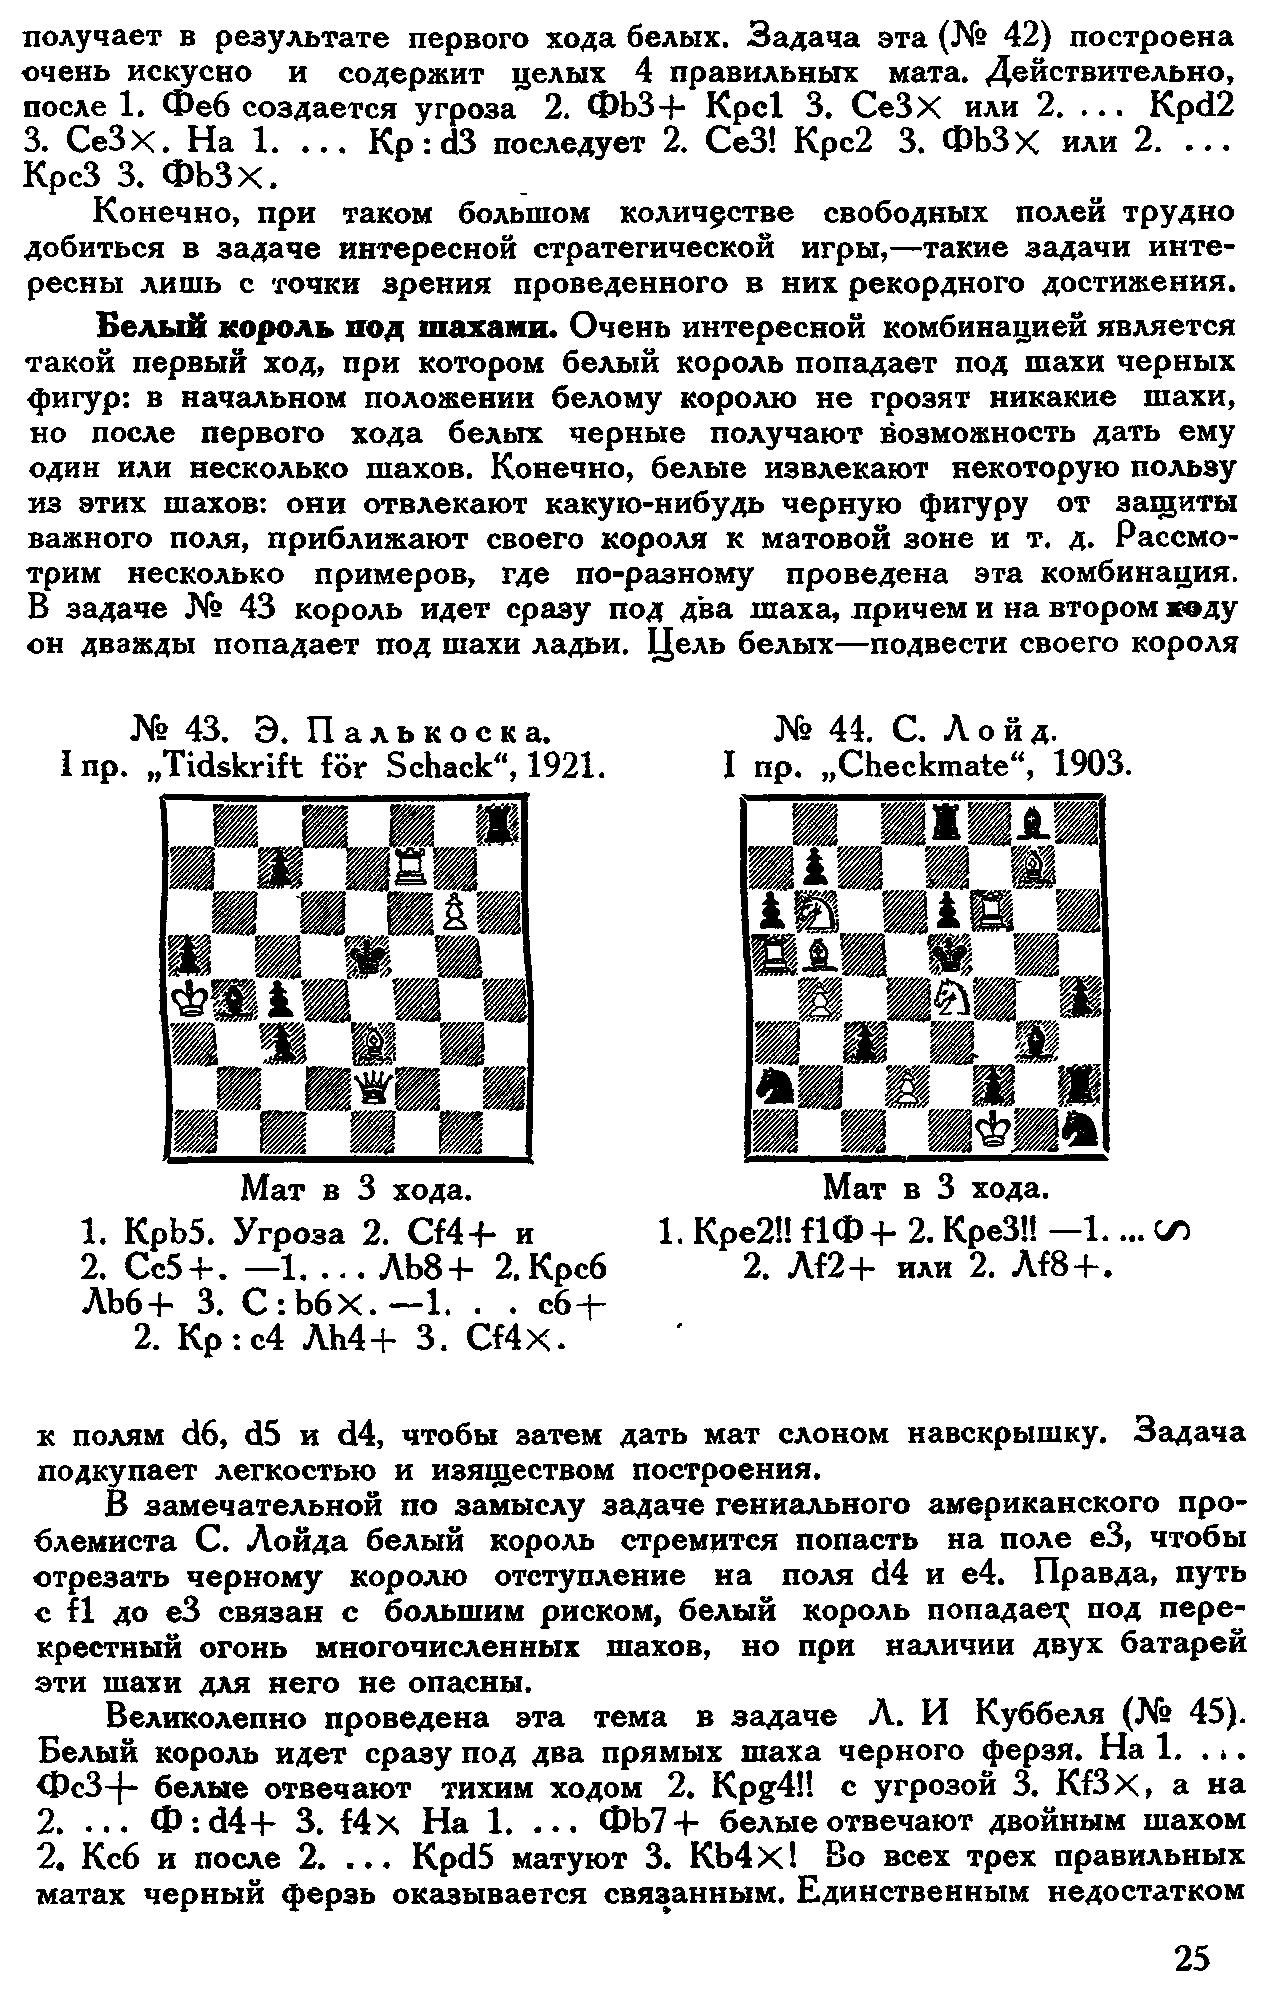 получает в результате первого хода белых. Задача эта (№ 42) построена
очень искусно и содержит целых 4 правильных мата. Действительно,
после 1. Феб создается угроза 2. Фb3+ Крс1 3. Се3× или 2. ... Крd2
3. Се3×. На 1. ... Кр : d3 последует 2. Се3! Крс2 3. Фb3× или 2. ...
Крс3 3. Фb3×.
Конечно, при таком большом количестве свободных полей трудно
добиться в задаче интересной стратегической игры,—такие задачи инте-
ресны лишь с точки зрения проведенного в них рекордного достижения.
Белый король под шахами. Очень интересной комбинацией является
такой первый ход, при котором белый король попадает под шахи черных
фигур: в начальном положении белому королю не грозят никакие шахи,
но после первого хода белых черные получают возможность дать ему
один или несколько шахов. Конечно, белые извлекают некоторую пользу
из этих шахов: они отвлекают какую-нибудь черную фигуру от защиты
важного поля, приближают своего короля к матовой зоне и т. д. Рассмо-
трим несколько примеров, где по-разному проведена эта комбинация.
В задаче № 43 король идет сразу под два шаха, причем и на втором ходу
он дважды попадает под шахи ладьи. Цель белых—подвести своего короля
№ 43. Э. Палькоска.
I пр. „Tidskrift för Schack“, 1921.
Мат в 3 хода.
1. Kpb5. Угроза 2. Cf4+ и
2. Cc5+. —1. ... Лb8+ 2. Крс6
Лb6+ 3. C : b6×. —1. . . c6+
2. Кр : c4 Лh4+ 3. Cf4×.
№ 44. С. Лойд.
I пр. „Checkmate“, 1903.
Мат в 3 хода.
1. Кре2!! f1Ф+ 2. Кре3!! —1. ... ∽
2. Лf2+ или 2. Лf8+.
к полям d6, d5 и d4, чтобы затем дать мат слоном навскрышку. Задача
подкупает легкостью и изяществом построения.
В замечательной по замыслу задаче гениального американского про-
блемиста С. Лойда белый король стремится попасть на поле e3, чтобы
отрезать черному королю отступление на поля d4 и e4. Правда, путь
с f1 до e3 связан с большим риском, белый король попадает под пере-
крестный огонь многочисленных шахов, но при наличии двух батарей
эти шахи для него не опасны.
Великолепно проведена эта тема в задаче Л. И Куббеля (№ 45).
Белый король идет сразу под два прямых шаха черного ферзя. На 1. ...
Фс3+ белые отвечают тихим ходом 2. Крg4!! с угрозой 3. Кf3×, а на
2. ... Ф : d4+ 3. f4× На 1. ... Фb7+ белые отвечают двойным шахом
2. Кс6 и после 2. ... Крd5 матуют 3. Кb4×! Во всех трех правильных
матах черный ферзь оказывается связанным. Единственным недостатком
25